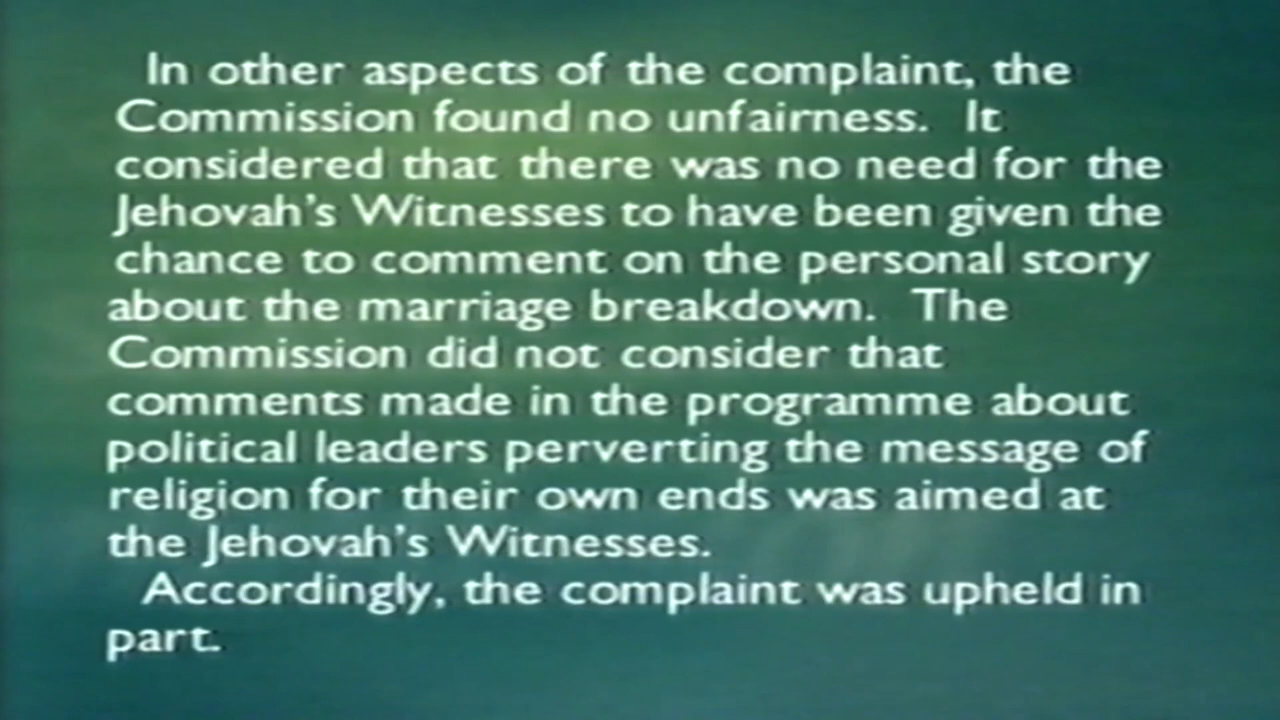 In other aspects of the complaint, the
Commission found no unfairness. It
considered that there was no need for the
Jehovah's Witnesses to have been given the
chance to comment on the personal story
about the marriage breakdown. The
Commission did not consider that
comments made in the programme about
political leaders perverting the message of
religion for their own ends was aimed at
the Jehovah's Witnesses.
Accordingly, the complaint was upheld in
part.